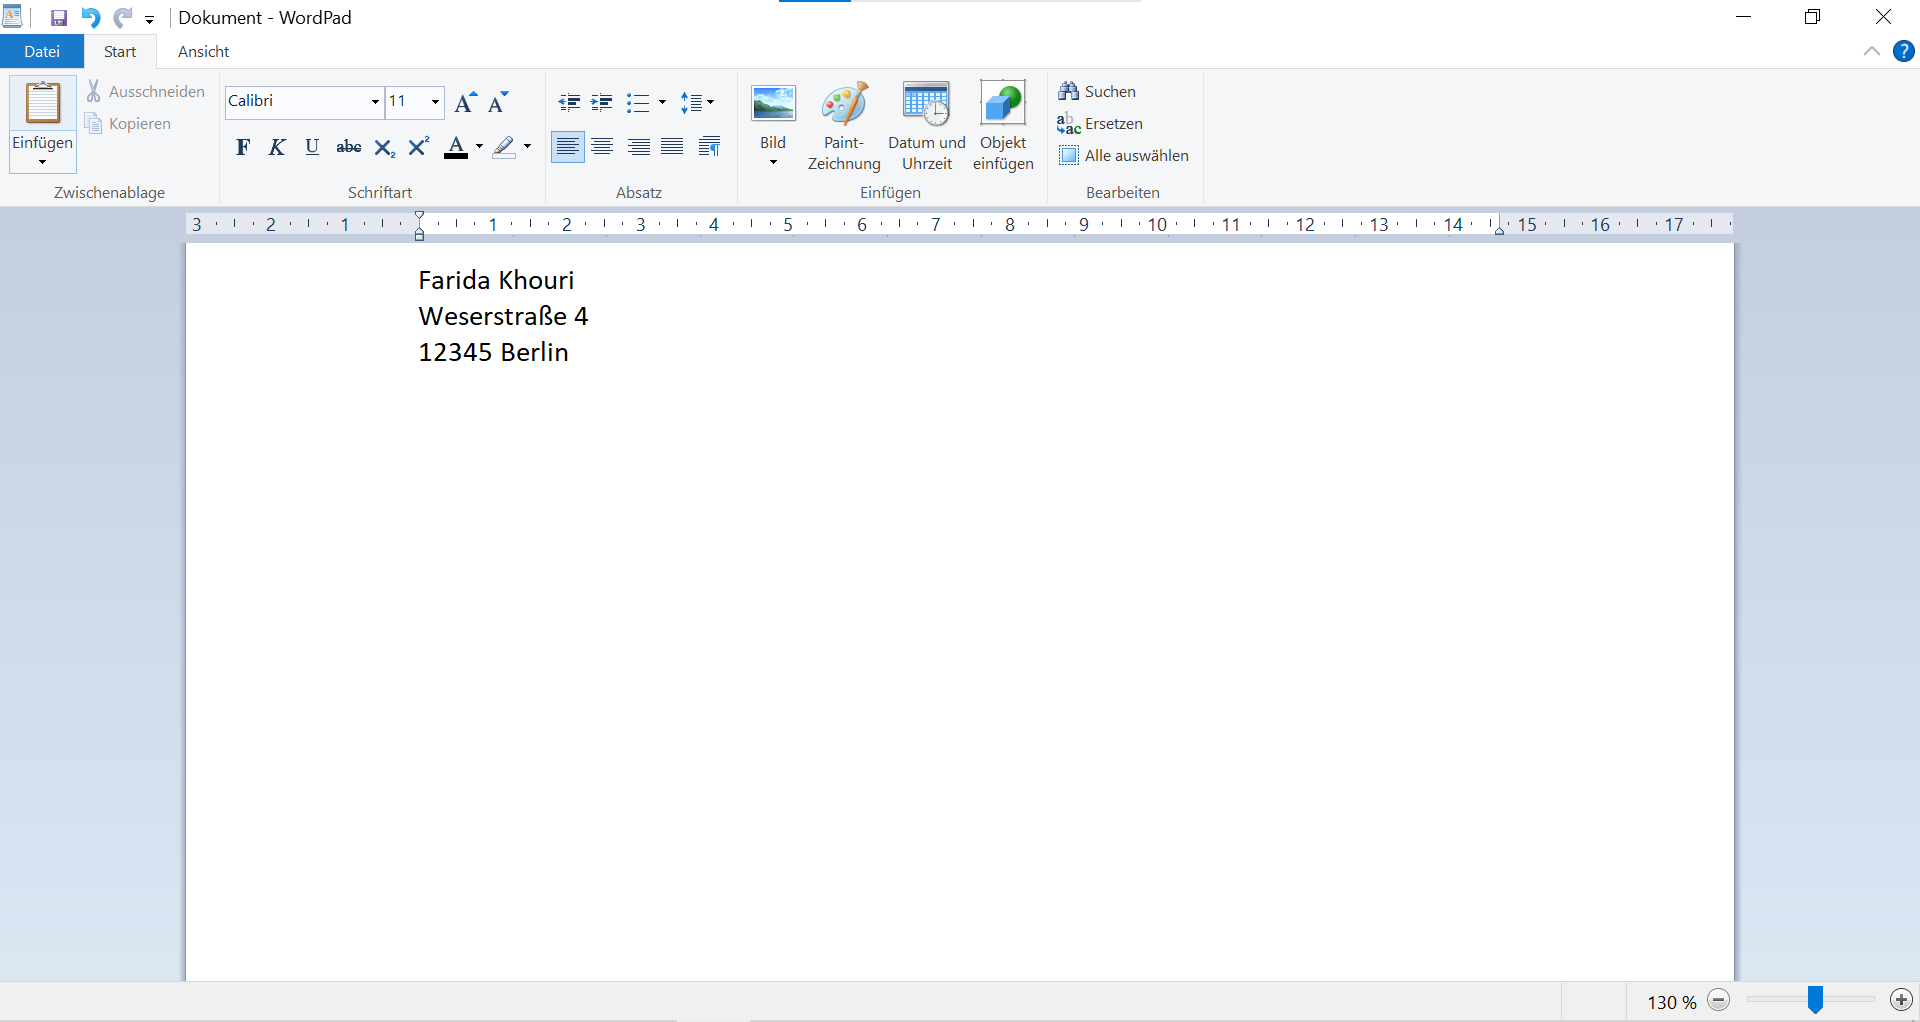 Dokument - WordPad
Datei Start Ansicht
Einfügen
Ausschneiden
Kopieren
Zwischenablage
Calibri 11
F K U abc X₂ X² A
Schriftart
Absatz
Bild
Paint-
Zeichnung
Datum und
Uhrzeit
Objekt
einfügen
Einfügen
Suchen
Ersetzen
Alle auswählen
Bearbeiten
3 2 1 1 2 3 4 5 6 7 8 9 10 11 12 13 14 15 16 17
Farida Khouri
Weserstraße 4
12345 Berlin
130 %